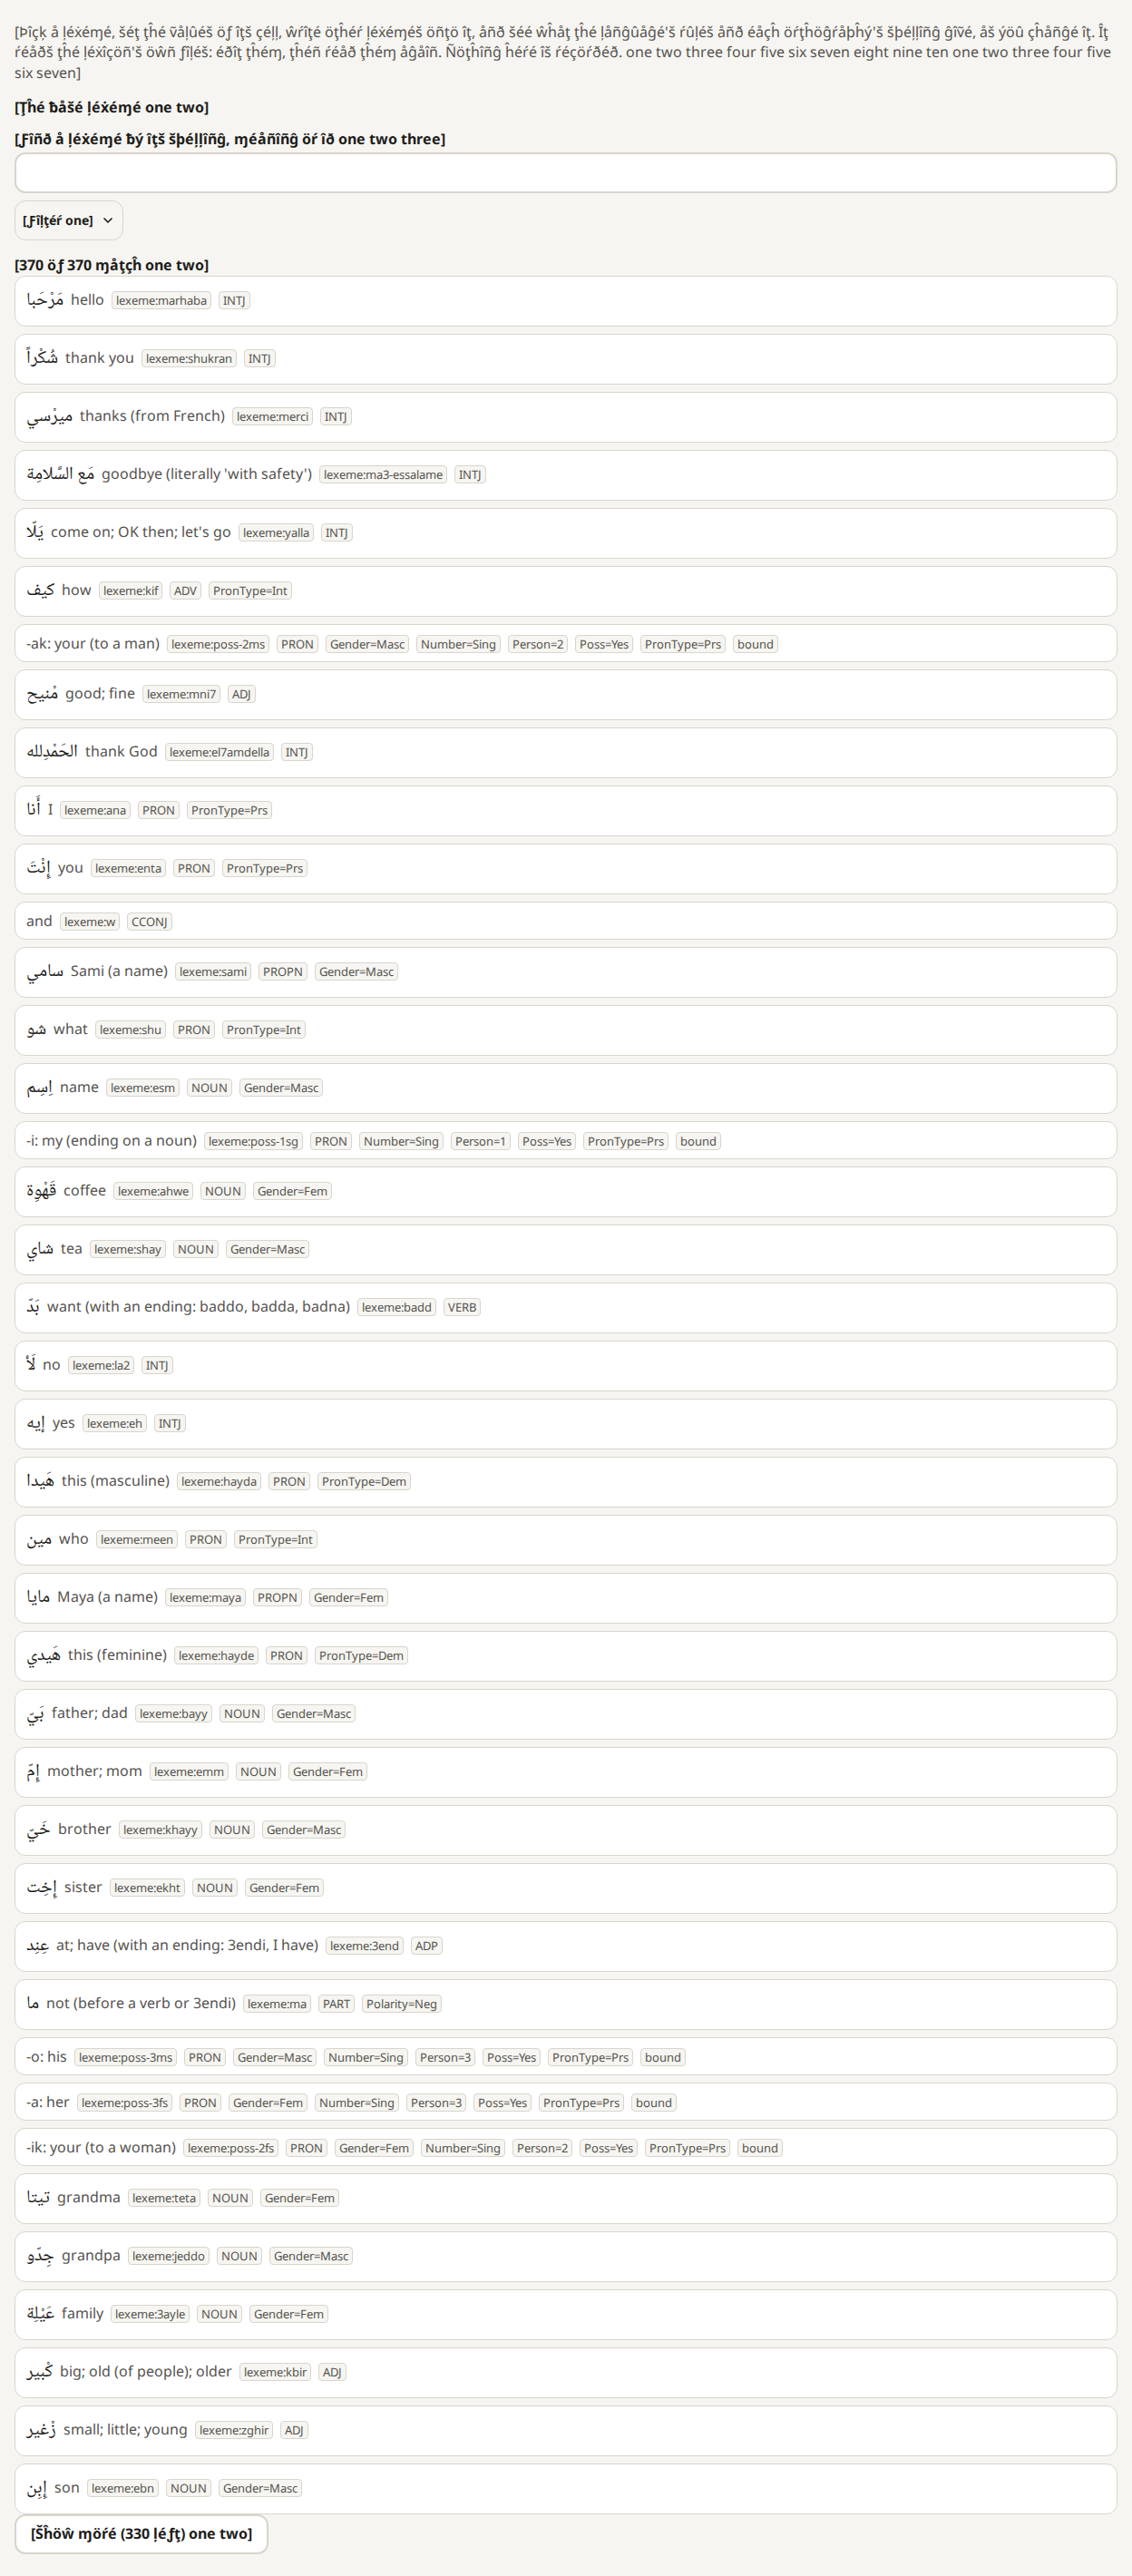 [Þîçķ å ļéẋéɱé, šéţ ţĥé ṽåļûéš öƒ îţš çéļļ, ŵŕîţé öţĥéŕ ļéẋéɱéš öñţö îţ, åñð šéé ŵĥåţ ţĥé ļåñĝûåĝé'š ŕûļéš åñð éåçĥ öŕţĥöĝŕåþĥý'š šþéļļîñĝ ĝîṽé, åš ýöû çĥåñĝé îţ. Îţ
ŕéåðš ţĥé ļéẋîçöñ'š öŵñ ƒîļéš: éðîţ ţĥéɱ, ţĥéñ ŕéåð ţĥéɱ åĝåîñ. Ñöţĥîñĝ ĥéŕé îš ŕéçöŕðéð. one two three four five six seven eight nine ten one two three four five
six seven]
[Ţĥé ƀåšé ļéẋéɱé one two]
[Ƒîñð å ļéẋéɱé ƀý îţš šþéļļîñĝ, ɱéåñîñĝ öŕ îð one two three]
[Ƒîļţéŕ one]
[370 öƒ 370 ɱåţçĥ one two]
مَرْحَبا hello lexeme:marhaba INTJ
شُكْراً thank you lexeme:shukran INTJ
ميرْسي thanks (from French) lexeme:merci INTJ
مَع السَّلامِة goodbye (literally 'with safety') lexeme:ma3-essalame INTJ
يَلّا come on; OK then; let's go lexeme:yalla INTJ
كيف how lexeme:kif ADV PronType=Int
-ak: your (to a man) lexeme:poss-2ms PRON Gender=Masc Number=Sing Person=2 Poss=Yes PronType=Prs bound
مْنيح good; fine lexeme:mni7 ADJ
الحَمْدِلله thank God lexeme:el7amdella INTJ
أَنا I lexeme:ana PRON PronType=Prs
إِنْتَ you lexeme:enta PRON PronType=Prs
and lexeme:w CCONJ
سامي Sami (a name) lexeme:sami PROPN Gender=Masc
شو what lexeme:shu PRON PronType=Int
اِسِم name lexeme:esm NOUN Gender=Masc
-i: my (ending on a noun) lexeme:poss-1sg PRON Number=Sing Person=1 Poss=Yes PronType=Prs bound
قَهْوِة coffee lexeme:ahwe NOUN Gender=Fem
شاي tea lexeme:shay NOUN Gender=Masc
بَدّ want (with an ending: baddo, badda, badna) lexeme:badd VERB
لَأ no lexeme:la2 INTJ
إيه yes lexeme:eh INTJ
هَيدا this (masculine) lexeme:hayda PRON PronType=Dem
مين who lexeme:meen PRON PronType=Int
مايا Maya (a name) lexeme:maya PROPN Gender=Fem
هَيدي this (feminine) lexeme:hayde PRON PronType=Dem
بَيّ father; dad lexeme:bayy NOUN Gender=Masc
إِمّ mother; mom lexeme:emm NOUN Gender=Fem
خَيّ brother lexeme:khayy NOUN Gender=Masc
إِخِت sister lexeme:ekht NOUN Gender=Fem
عِنِد at; have (with an ending: 3endi, I have) lexeme:3end ADP
ما not (before a verb or 3endi) lexeme:ma PART Polarity=Neg
-o: his lexeme:poss-3ms PRON Gender=Masc Number=Sing Person=3 Poss=Yes PronType=Prs bound
-a: her lexeme:poss-3fs PRON Gender=Fem Number=Sing Person=3 Poss=Yes PronType=Prs bound
-ik: your (to a woman) lexeme:poss-2fs PRON Gender=Fem Number=Sing Person=2 Poss=Yes PronType=Prs bound
تيتا grandma lexeme:teta NOUN Gender=Fem
جِدّو grandpa lexeme:jeddo NOUN Gender=Masc
عَيْلِة family lexeme:3ayle NOUN Gender=Fem
كْبير big; old (of people); older lexeme:kbir ADJ
زْغير small; little; young lexeme:zghir ADJ
إِبِن son lexeme:ebn NOUN Gender=Masc
[Šĥöŵ ɱöŕé (330 ļéƒţ) one two]